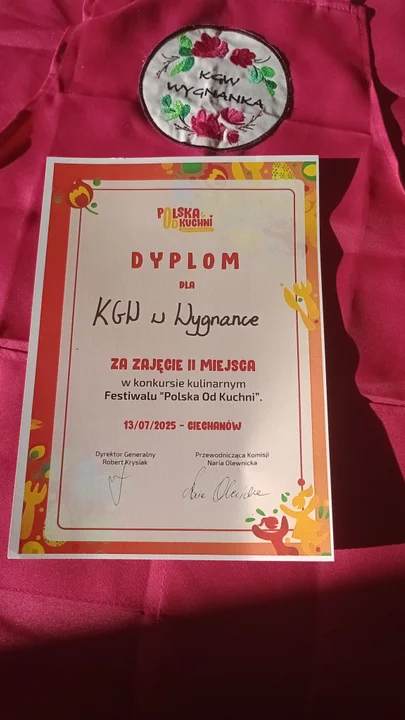 KGW
WYGNANKA
POLSKA
OD KUCHNI
DYPLOM
DLA
KGW w Wygnance
ZA ZAJĘCIE II MIEJSCA
w konkursie kulinarnym
Festiwalu "Polska Od Kuchni".
13/07/2025 - CIECHANÓW
Dyrektor Generalny
Robert Krysiak
Przewodnicząca Komisji
Naria Olewnicka